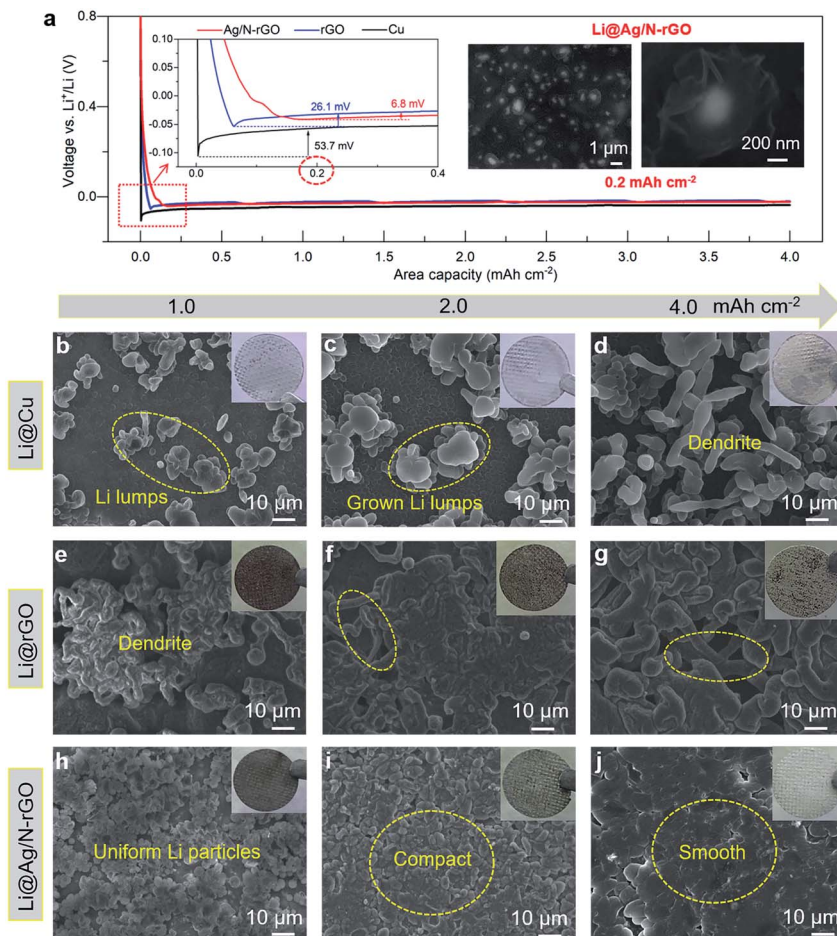 a
Ag/N-rGO rGO Cu
Li@Ag/N-rGO
Voltage vs. Li⁺/Li (V)
0.8
0.4
0.0
0.10
0.05
0.00
-0.05
-0.10
26.1 mV
6.8 mV
53.7 mV
0.0 0.2 0.4
1 µm
200 nm
0.2 mAh cm⁻²
0.0 0.5 1.0 1.5 2.0 2.5 3.0 3.5 4.0
Area capacity (mAh cm⁻²)
1.0 2.0 4.0 mAh cm⁻²
Li@Cu
b
Li lumps
10 µm
c
Grown Li lumps
10 µm
d
Dendrite
10 µm
Li@rGO
e
Dendrite
10 µm
f
10 µm
g
10 µm
Li@Ag/N-rGO
h
Uniform Li particles
10 µm
i
Compact
10 µm
j
Smooth
10 µm